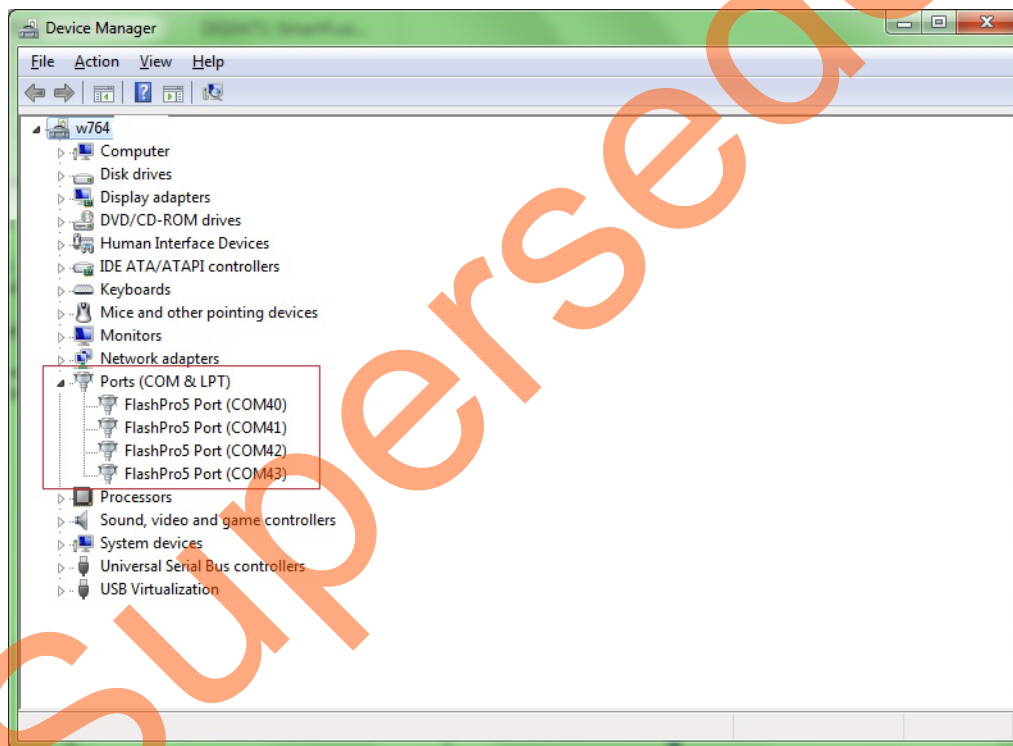 Device Manager
File Action View Help
w764
Computer
Disk drives
Display adapters
DVD/CD-ROM drives
Human Interface Devices
IDE ATA/ATAPI controllers
Keyboards
Mice and other pointing devices
Monitors
Network adapters
Ports (COM & LPT)
FlashPro5 Port (COM40)
FlashPro5 Port (COM41)
FlashPro5 Port (COM42)
FlashPro5 Port (COM43)
Processors
Sound, video and game controllers
System devices
Universal Serial Bus controllers
USB Virtualization
Supersed